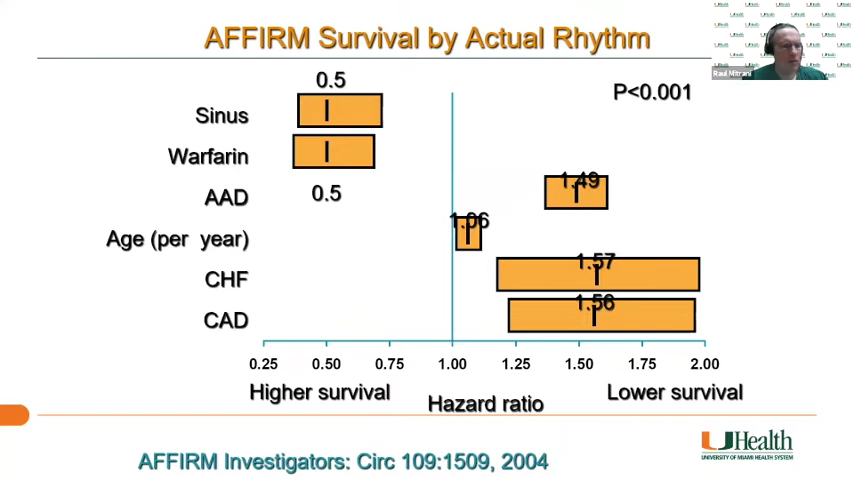 AFFIRM Survival by Actual Rhythm
Raul Mitrani
0.5
P<0.001
Sinus
Warfarin
AAD
0.5
1.49
Age (per year)
1.06
CHF
1.57
CAD
1.56
0.25 0.50 0.75 1.00 1.25 1.50 1.75 2.00
Higher survival
Hazard ratio
Lower survival
UHealth
UNIVERSITY OF MIAMI HEALTH SYSTEM
AFFIRM Investigators: Circ 109:1509, 2004